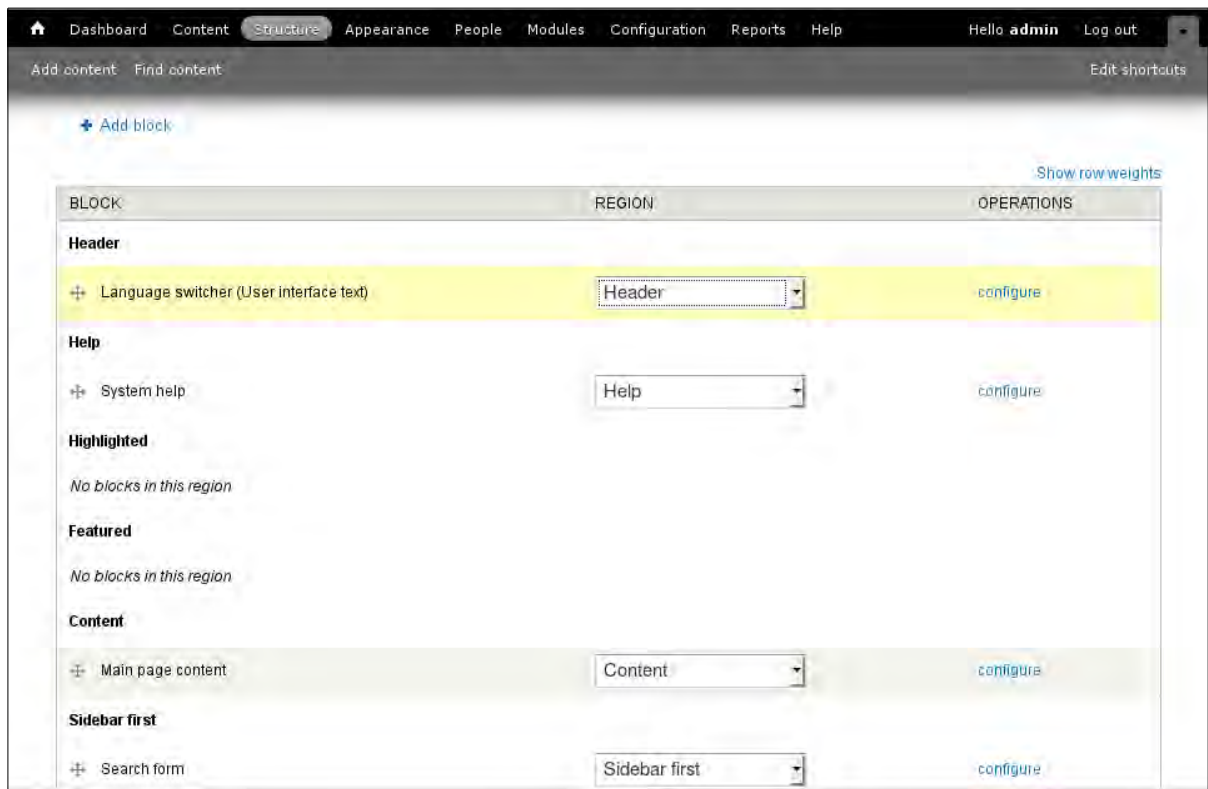 Dashboard Content Structure Appearance People Modules Configuration Reports Help Hello admin Log out
Add content Find content Edit shortcuts
Add block
Show row weights
BLOCK REGION OPERATIONS
Header
Language switcher (User interface text) Header configure
Help
System help Help configure
Highlighted
No blocks in this region
Featured
No blocks in this region
Content
Main page content Content configure
Sidebar first
Search form Sidebar first configure